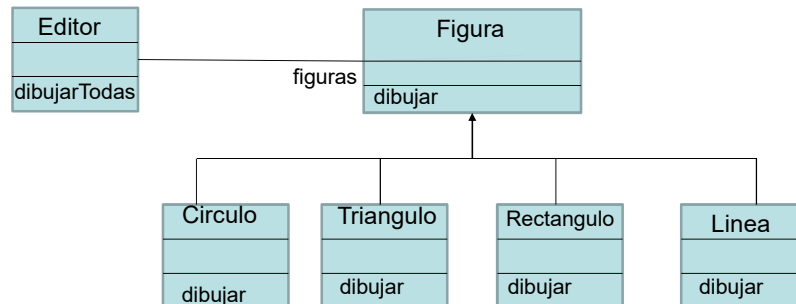 Editor
dibujarTodas
figuras
Figura
dibujar
Circulo
dibujar
Triangulo
dibujar
Rectangulo
dibujar
Linea
dibujar